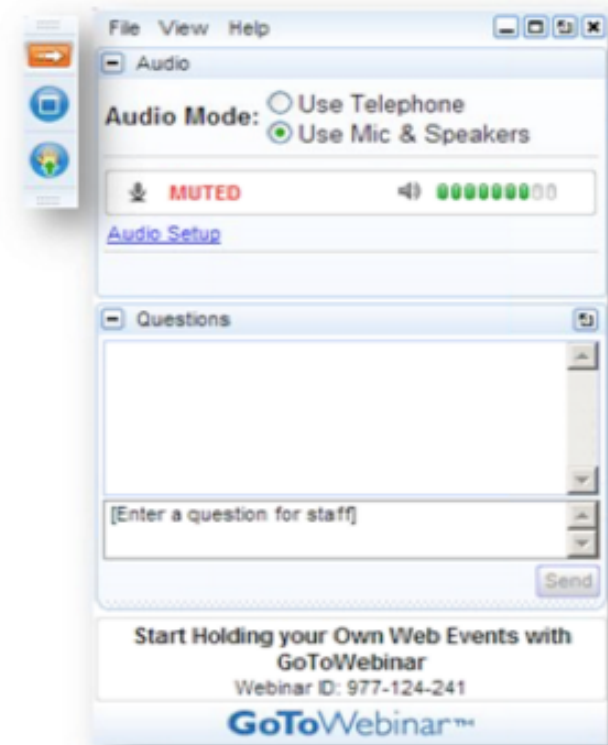 File View Help
Audio
Audio Mode: Use Telephone
Use Mic & Speakers
MUTED
Audio Setup
Questions
[Enter a question for staff]
Send
Start Holding your Own Web Events with
GoToWebinar
Webinar ID: 977-124-241
GoToWebinar™